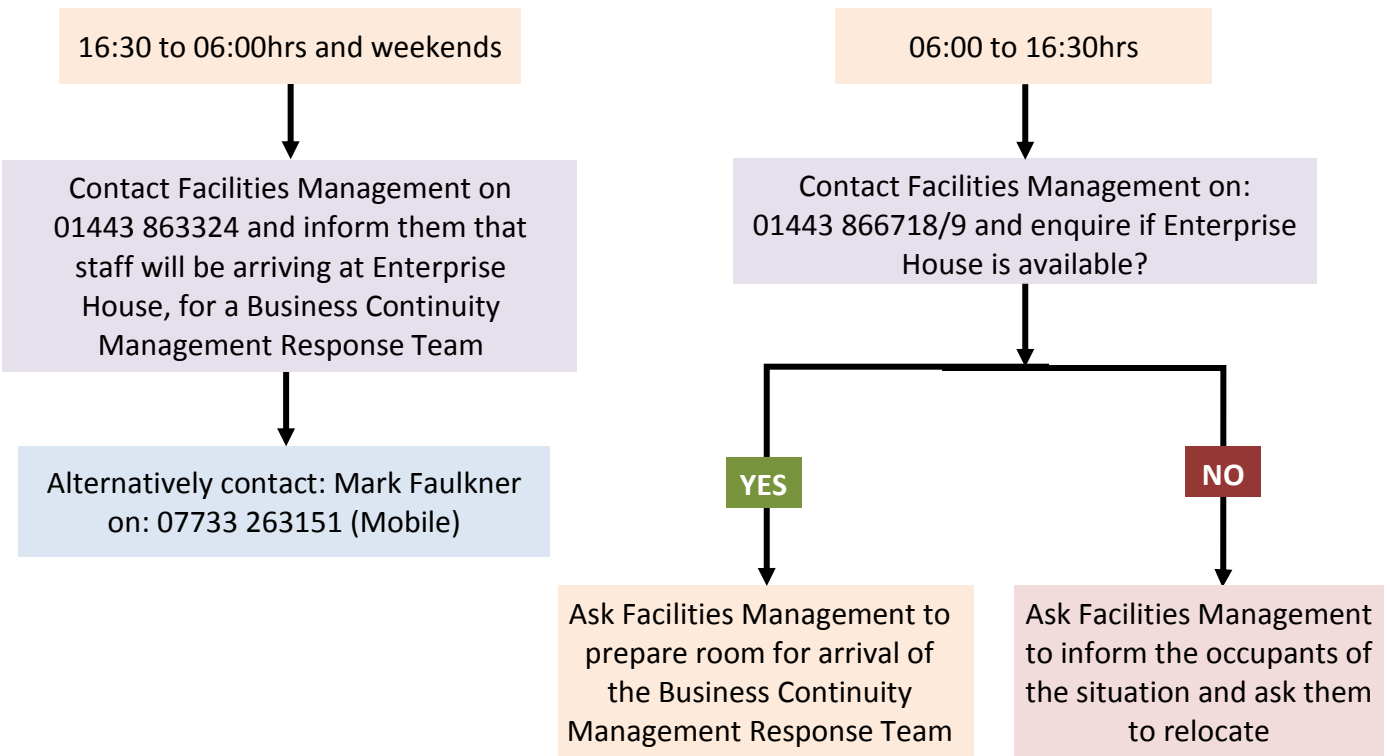 16:30 to 06:00hrs and weekends
Contact Facilities Management on
01443 863324 and inform them that
staff will be arriving at Enterprise
House, for a Business Continuity
Management Response Team
Alternatively contact: Mark Faulkner
on: 07733 263151 (Mobile)
06:00 to 16:30hrs
Contact Facilities Management on:
01443 866718/9 and enquire if Enterprise
House is available?
YES
NO
Ask Facilities Management to
prepare room for arrival of
the Business Continuity
Management Response Team
Ask Facilities Management
to inform the occupants of
the situation and ask them
to relocate